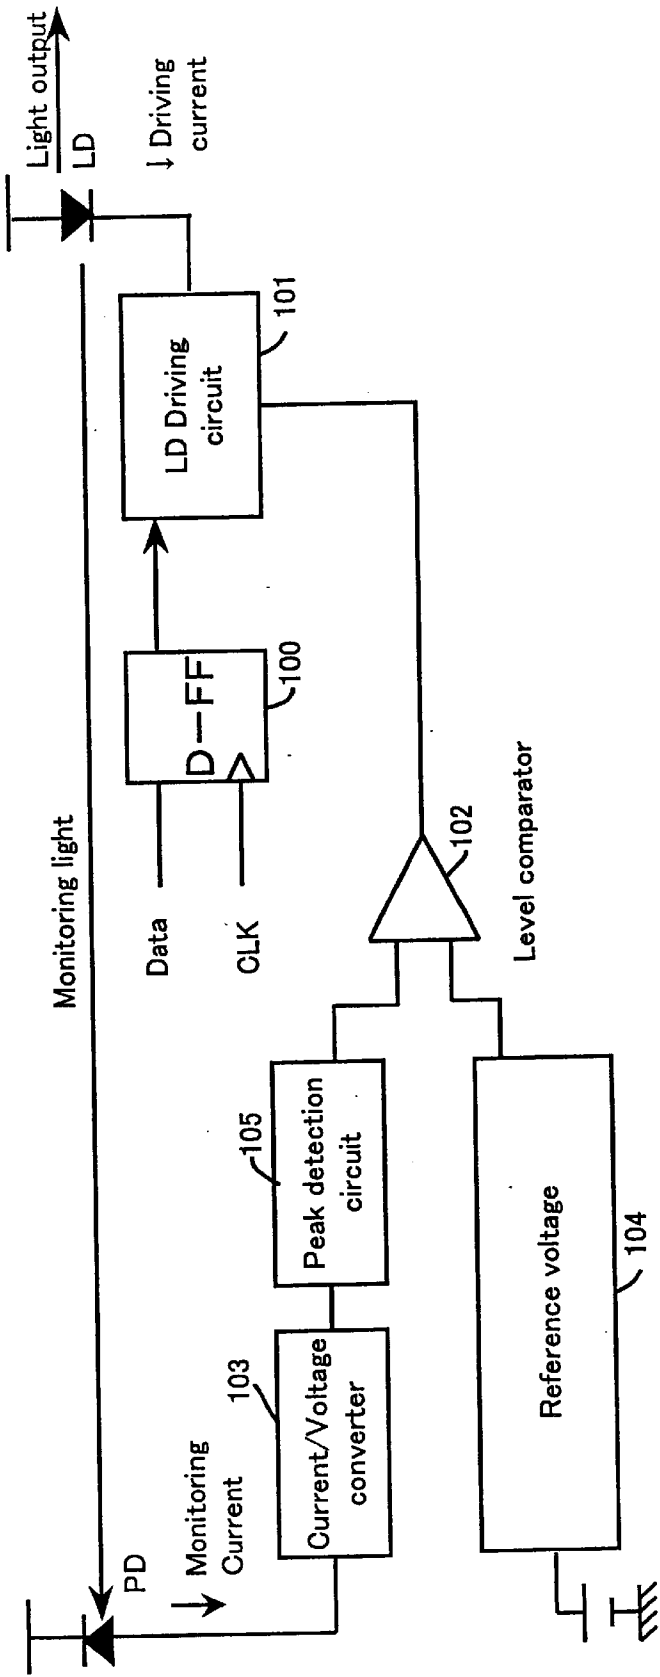 Monitoring light
Light output
LD
↓ Driving
current
PD
Monitoring
Current
Data
CLK
D—FF
100
LD Driving
circuit
101
103
Current/Voltage
converter
105
Peak detection
circuit
102
Level comparator
Reference voltage
104